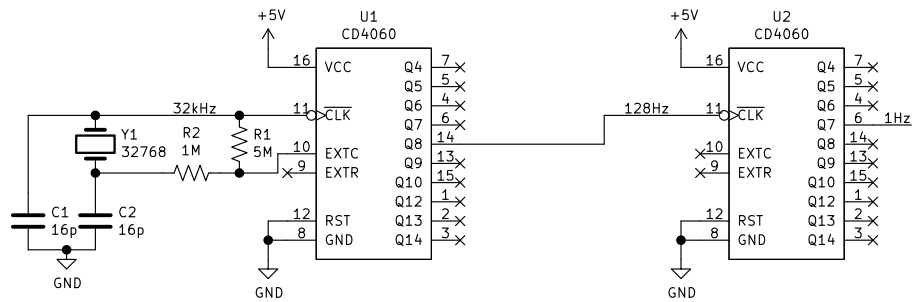 +5V
U1
CD4060
16
VCC
Q4
7
Q5
5
Q6
4
Q7
6
Q8
14
Q9
13
Q10
15
Q12
1
Q13
2
Q14
3
32kHz
11
CLK
10
EXTC
9
EXTR
12
RST
8
GND
Y1
32768
R2
1M
R1
5M
C1
16p
C2
16p
GND
GND
128Hz
+5V
U2
CD4060
16
VCC
Q4
7
Q5
5
Q6
4
Q7
6
1Hz
Q8
14
Q9
13
Q10
15
Q12
1
Q13
2
Q14
3
11
CLK
10
EXTC
9
EXTR
12
RST
8
GND
GND